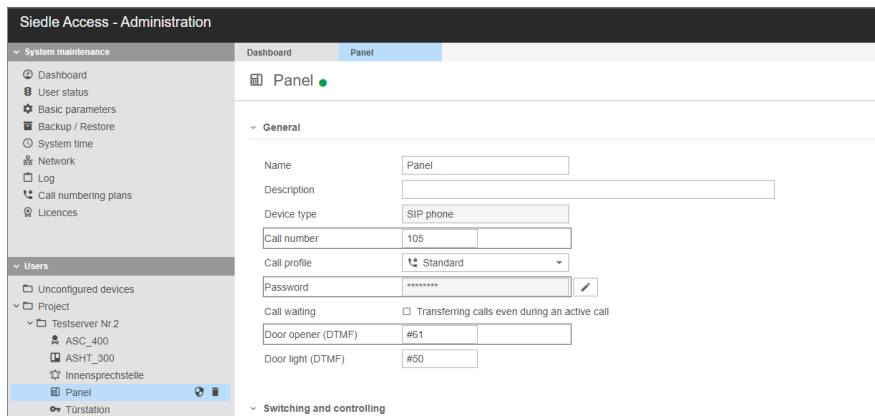 Siedle Access - Administration
System maintenance
Dashboard
User status
Basic parameters
Backup / Restore
System time
Network
Log
Call numbering plans
Licences
Users
Unconfigured devices
Project
Testserver Nr.2
ASC_400
ASHT_300
Innensprechstelle
Panel
Türstation
Dashboard Panel
Panel
General
Name Panel
Description
Device type SIP phone
Call number 105
Call profile Standard
Password ********
Call waiting Transferring calls even during an active call
Door opener (DTMF) #61
Door light (DTMF) #50
Switching and controlling